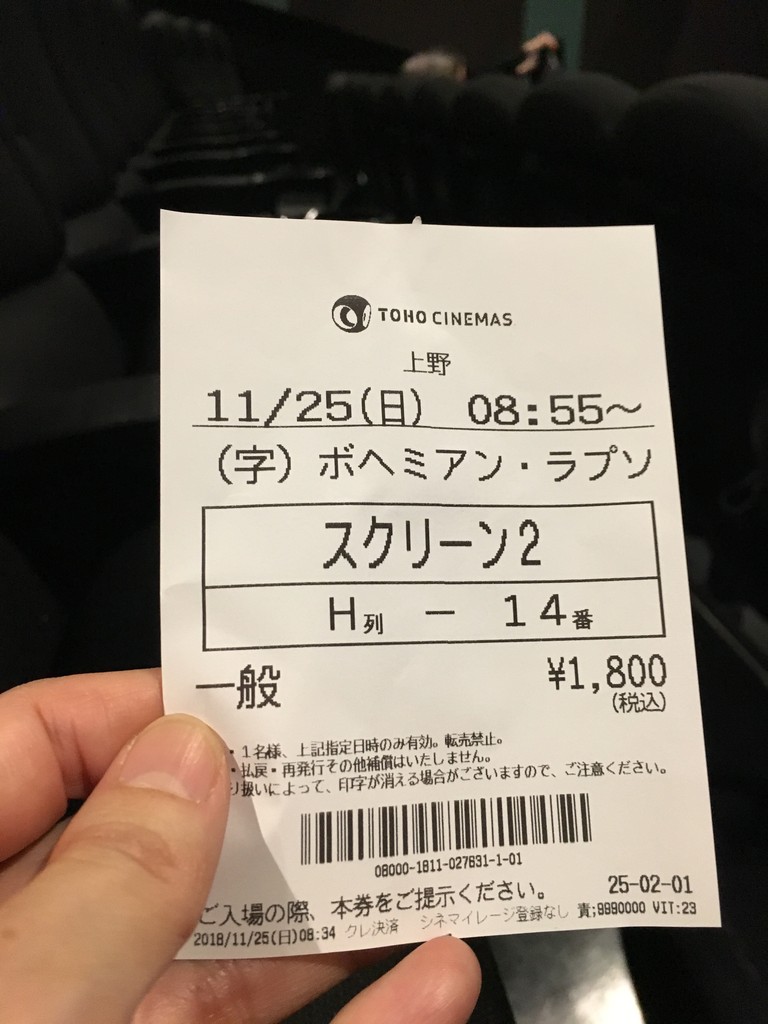 TOHO CINEMAS
上野
11/25(日) 08:55～
(字) ボヘミアン・ラプソ
スクリーン2
H列 － 14番
一般 ¥1,800
(税込)
・1名様、上記指定日時のみ有効。転売禁止。
・払戻・再発行その他補償はいたしません。
扱いによって、印字が消える場合がございますので、ご注意ください。
08000-1811-027631-1-01
ご入場の際、本券をご提示ください。 25-02-01
2018/11/25(日)08:34 クレ決済 シネマイレージ登録なし 責;9990000 VIT:23